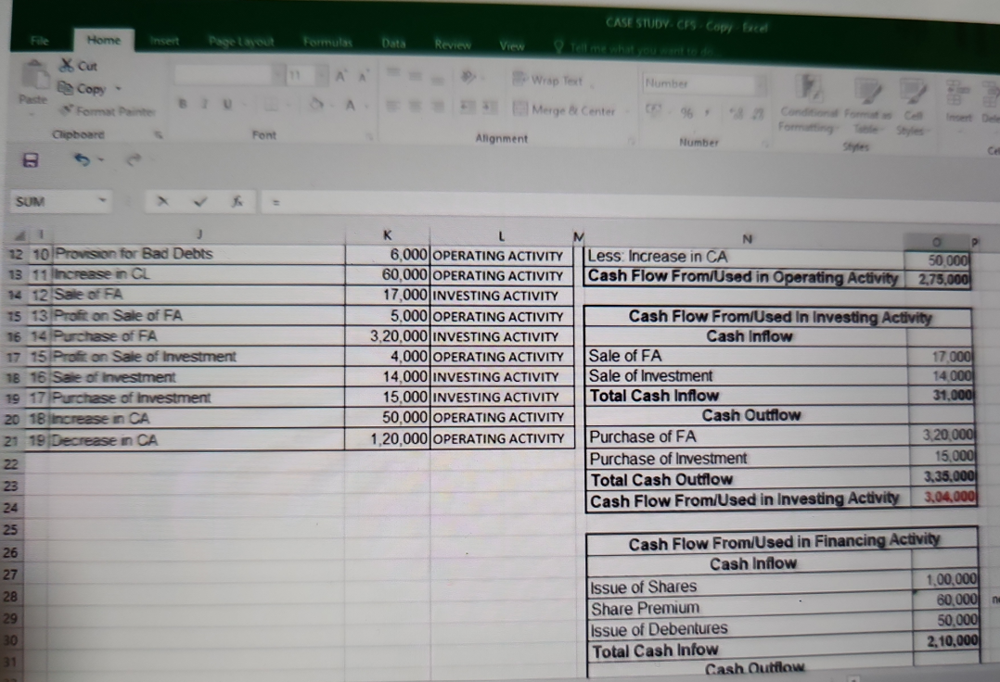 CASE STUDY- CFS - Copy - Excel
File Home Insert Page Layout Formulas Data Review View Tell me what you want to do...
Cut
Copy
Paste
Format Painter
11 A A
B I U A
Wrap Text
Merge & Center
Number
%
Conditional Formatting
Format as Table
Cell Styles
Insert
Clipboard Font Alignment Number Styles
SUM fx =
I J K L M N O P
12 10 Provision for Bad Debts 6,000 OPERATING ACTIVITY Less: Increase in CA 50,000
13 11 Increase in CL 60,000 OPERATING ACTIVITY Cash Flow From/Used in Operating Activity 2,75,000
14 12 Sale of FA 17,000 INVESTING ACTIVITY
15 13 Profit on Sale of FA 5,000 OPERATING ACTIVITY Cash Flow From/Used In Investing Activity
16 14 Purchase of FA 3,20,000 INVESTING ACTIVITY Cash Inflow
17 15 Profit on Sale of Investment 4,000 OPERATING ACTIVITY Sale of FA 17,000
18 16 Sale of Investment 14,000 INVESTING ACTIVITY Sale of Investment 14,000
19 17 Purchase of Investment 15,000 INVESTING ACTIVITY Total Cash Inflow 31,000
20 18 Increase in CA 50,000 OPERATING ACTIVITY Cash Outflow
21 19 Decrease in CA 1,20,000 OPERATING ACTIVITY Purchase of FA 3,20,000
22 Purchase of Investment 15,000
23 Total Cash Outflow 3,35,000
24 Cash Flow From/Used in Investing Activity 3,04,000
25
26 Cash Flow From/Used in Financing Activity
27 Cash Inflow
28 Issue of Shares 1,00,000
29 Share Premium 60,000
30 Issue of Debentures 50,000
31 Total Cash Infow 2,10,000
Cash Outflow